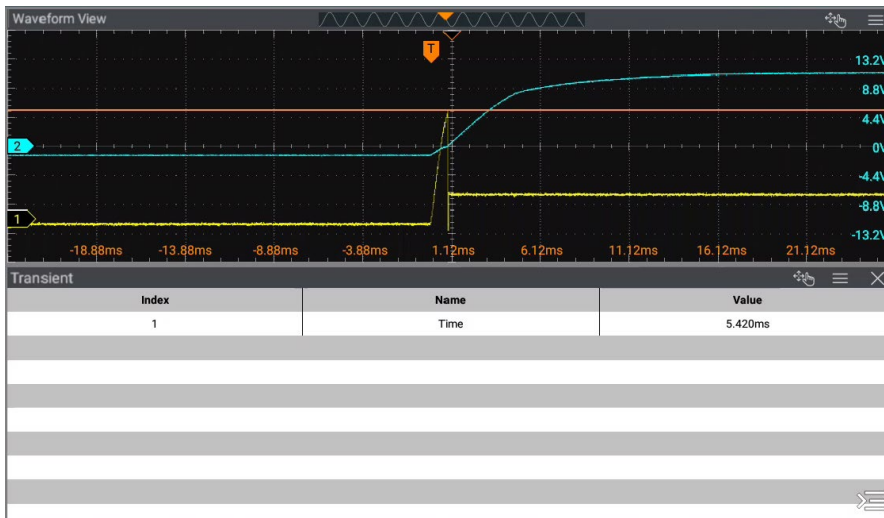 Waveform View
T
13.2V
8.8V
4.4V
2
0V
-4.4V
-8.8V
1
-13.2V
-18.88ms -13.88ms -8.88ms -3.88ms 1.12ms 6.12ms 11.12ms 16.12ms 21.12ms
Transient
Index Name Value
1 Time 5.420ms